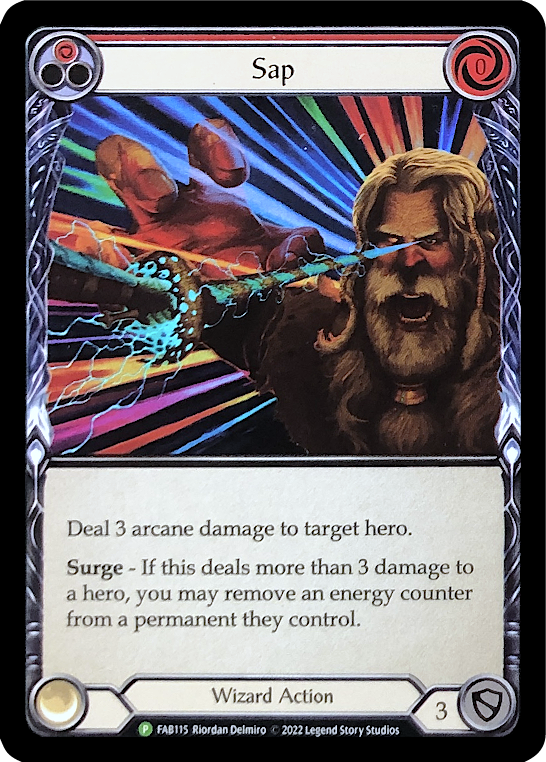 Sap
0
Deal 3 arcane damage to target hero.
Surge - If this deals more than 3 damage to
a hero, you may remove an energy counter
from a permanent they control.
Wizard Action
3
P FAB115 Riordan Delmiro © 2022 Legend Story Studios